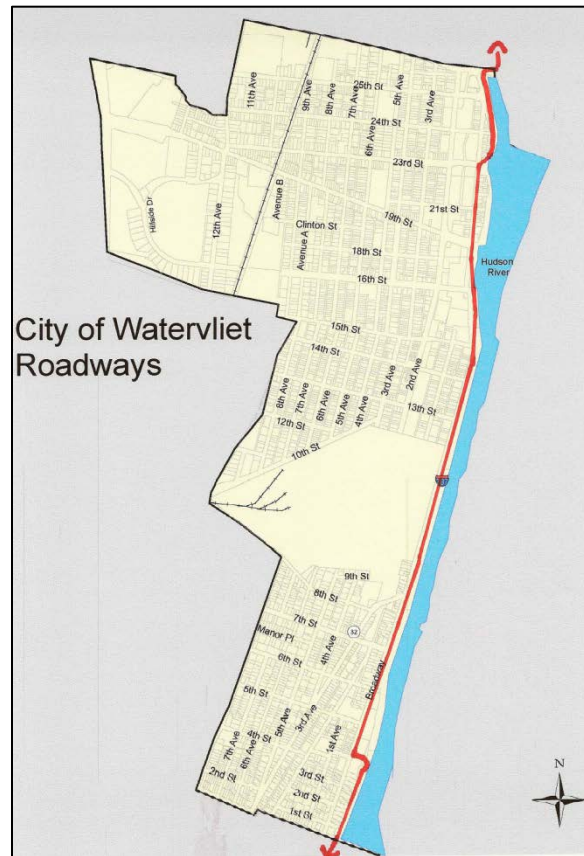 26th St
11th Ave
9th Ave
8th Ave
7th Ave
5th Ave
3rd Ave
24th St
6th Ave
23rd St
Avenue B
19th St
21st St
Hillside Dr
12th Ave
Clinton St
Avenue A
18th St
16th St
Hudson
River
City of Watervliet
Roadways
15th St
14th St
8th Ave
7th Ave
6th Ave
5th Ave
4th Ave
3rd Ave
2nd Ave
13th St
12th St
10th St
9th St
8th St
7th St
Manor Pl
52
4th Ave
6th St
Broadway
5th St
5th Ave
3rd Ave
1st Ave
4th St
7th Ave
6th Ave
2nd St
3rd St
2nd St
1st St
N